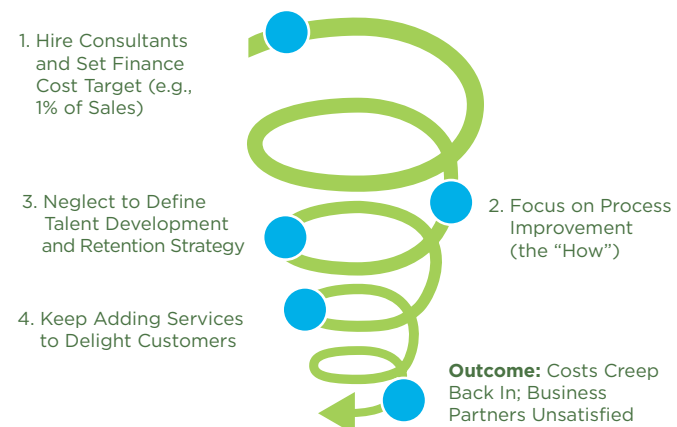 1. Hire Consultants
and Set Finance
Cost Target (e.g.,
1% of Sales)
2. Focus on Process
Improvement
(the “How”)
3. Neglect to Define
Talent Development
and Retention Strategy
4. Keep Adding Services
to Delight Customers
Outcome: Costs Creep
Back In; Business
Partners Unsatisfied